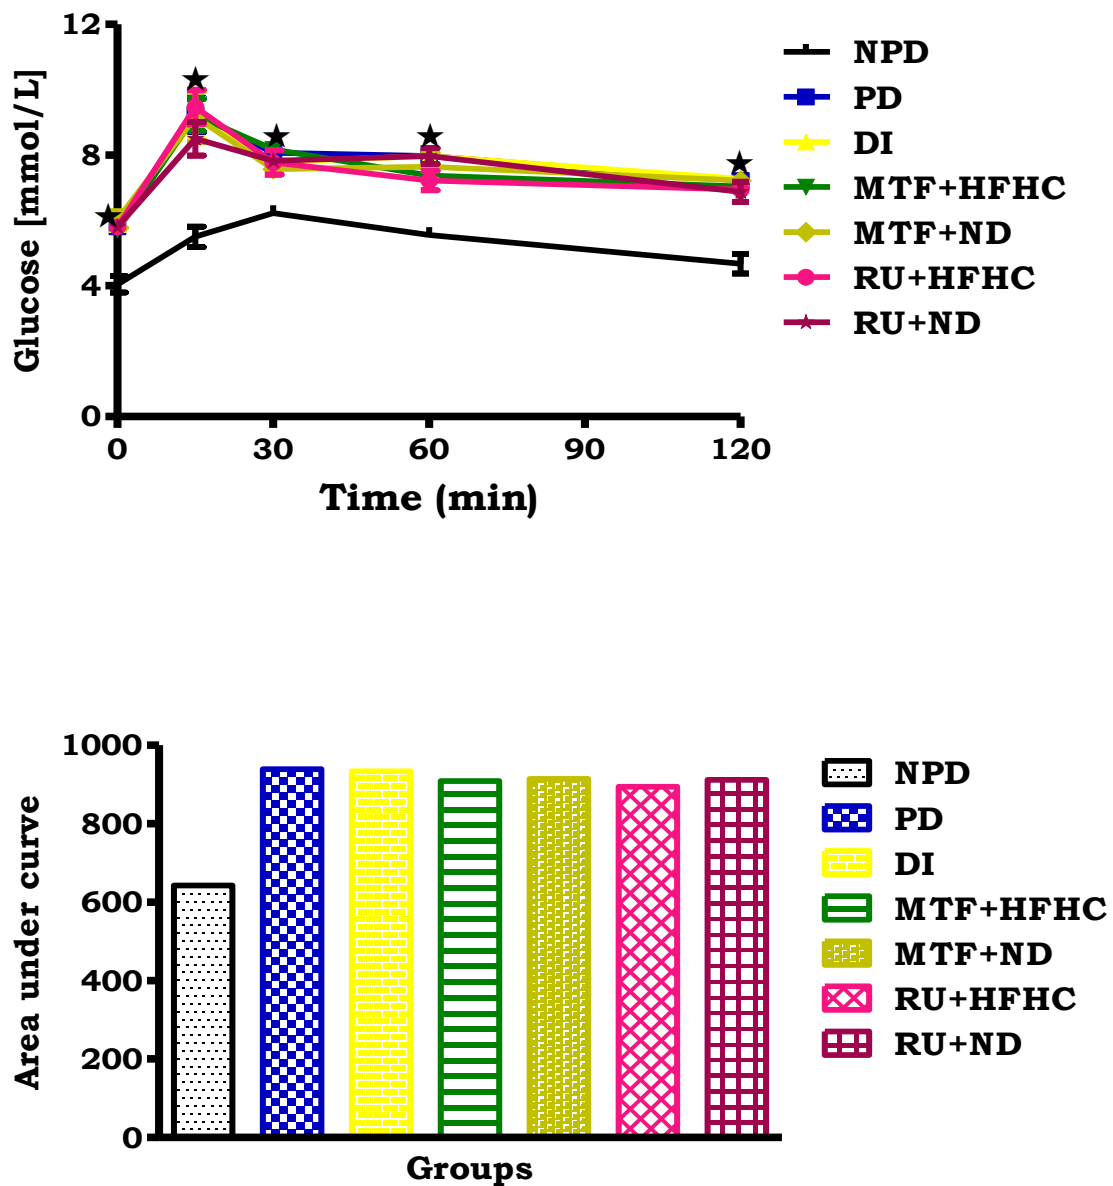 12
8
4
0
Glucose [mmol/L]
0 30 60 90 120
Time (min)
NPD
PD
DI
MTF+HFHC
MTF+ND
RU+HFHC
RU+ND
1000
800
600
400
200
0
Area under curve
Groups
NPD
PD
DI
MTF+HFHC
MTF+ND
RU+HFHC
RU+ND